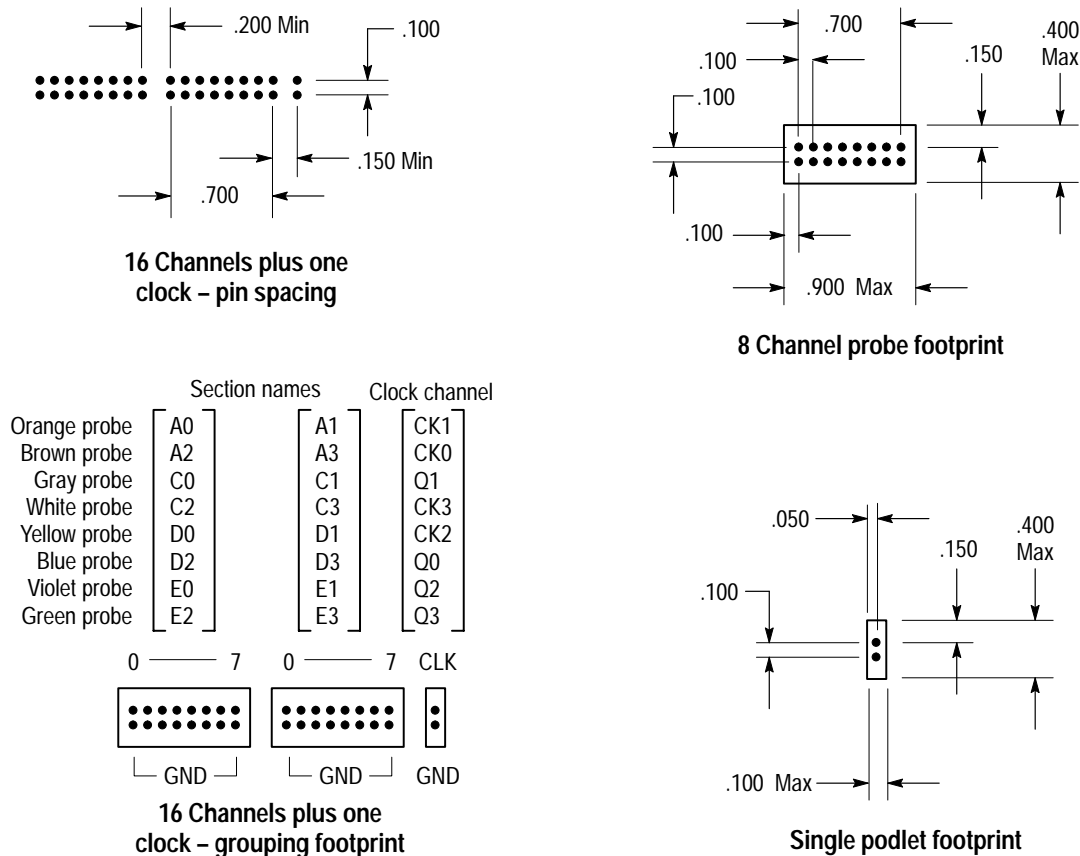 .200 Min
.100
.150 Min
.700
16 Channels plus one
clock – pin spacing
.700
.400
Max
.150
.100
.100
.100
.900 Max
8 Channel probe footprint
Section names Clock channel
Orange probe A0 A1 CK1
Brown probe A2 A3 CK0
Gray probe C0 C1 Q1
White probe C2 C3 CK3
Yellow probe D0 D1 CK2
Blue probe D2 D3 Q0
Violet probe E0 E1 Q2
Green probe E2 E3 Q3
0 7 0 7 CLK
GND GND GND
16 Channels plus one
clock – grouping footprint
.050
.400
Max
.150
.100
.100 Max
Single podlet footprint